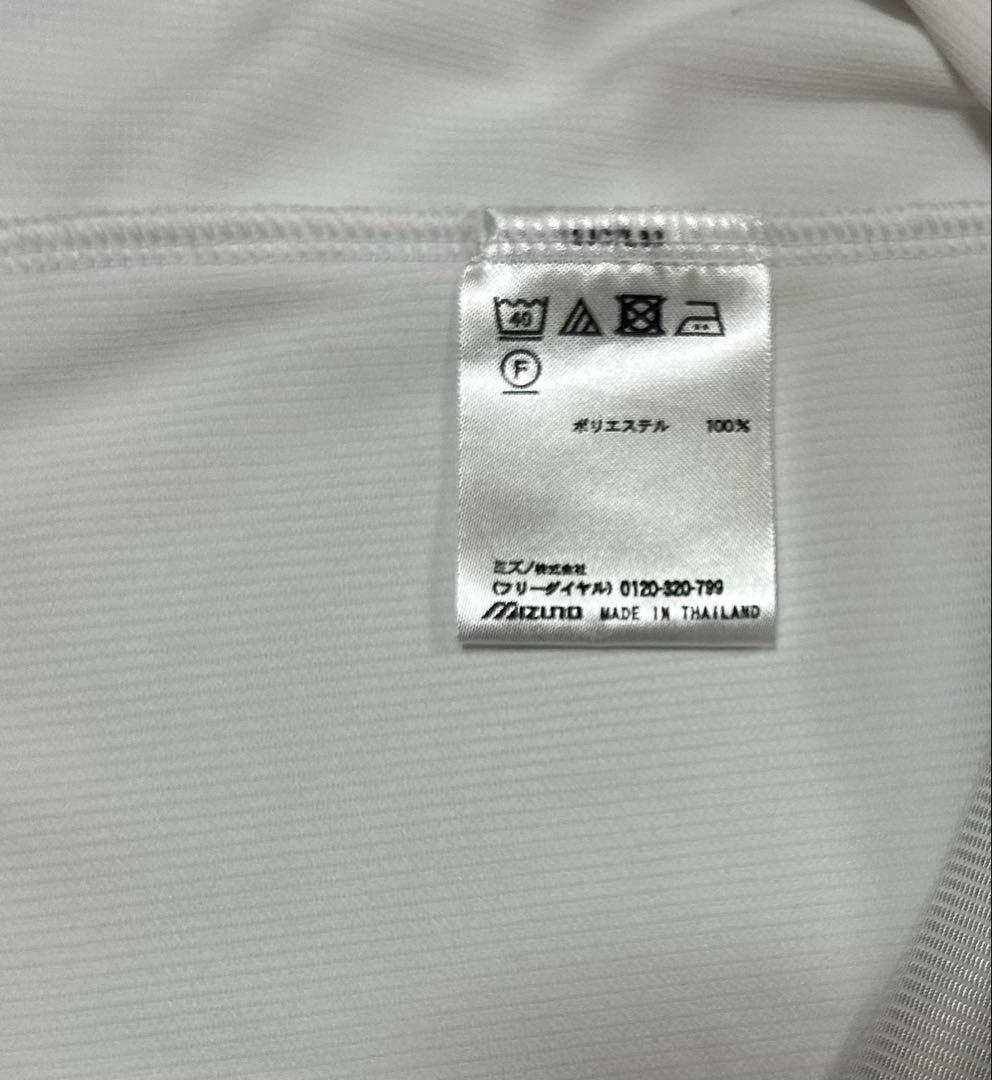 40
F
ポリエステル 100%
ミズノ株式会社
(フリーダイヤル) 0120-320-799
MIZUNO MADE IN THAILAND